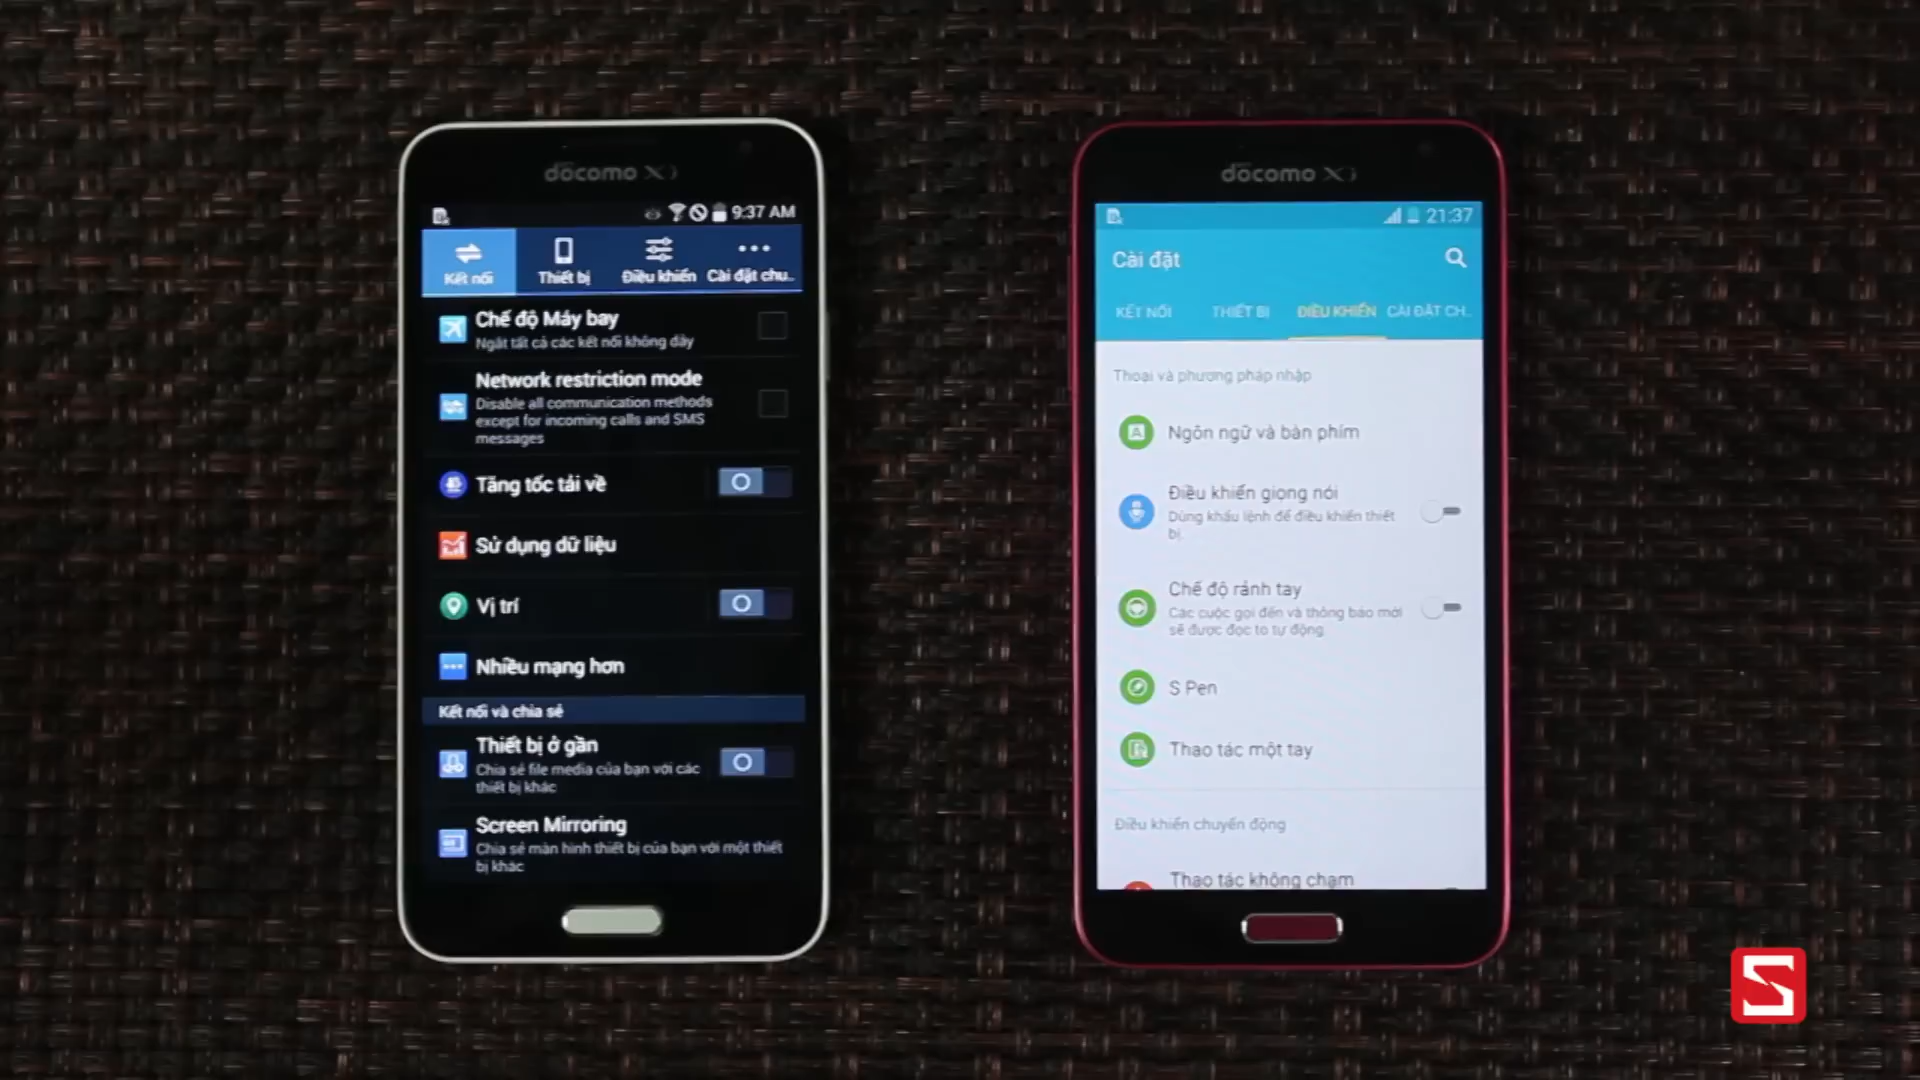 döcomo Xi
9:37 AM
Kết nối
Thiết bị
Điều khiển
Cài đặt chu..
Chế độ Máy bay
Ngắt tất cả các kết nối không dây
Network restriction mode
Disable all communication methods
except for incoming calls and SMS
messages
Tăng tốc tải về
Sử dụng dữ liệu
Vị trí
Nhiều mạng hơn
Kết nối và chia sẻ
Thiết bị ở gần
Chia sẻ file media của bạn với các
thiết bị khác
Screen Mirroring
Chia sẻ màn hình thiết bị của bạn với một thiết
bị khác
döcomo Xi
21:37
Cài đặt
KẾT NỐI
THIẾT BỊ
ĐIỀU KHIỂN
CÀI ĐẶT CH..
Thoại và phương pháp nhập
Ngôn ngữ và bàn phím
Điều khiển giọng nói
Dùng khẩu lệnh để điều khiển thiết
bị.
Chế độ rảnh tay
Các cuộc gọi đến và thông báo mới
sẽ được đọc to tự động.
S Pen
Thao tác một tay
Điều khiển chuyển động
Thao tác không chạm
S